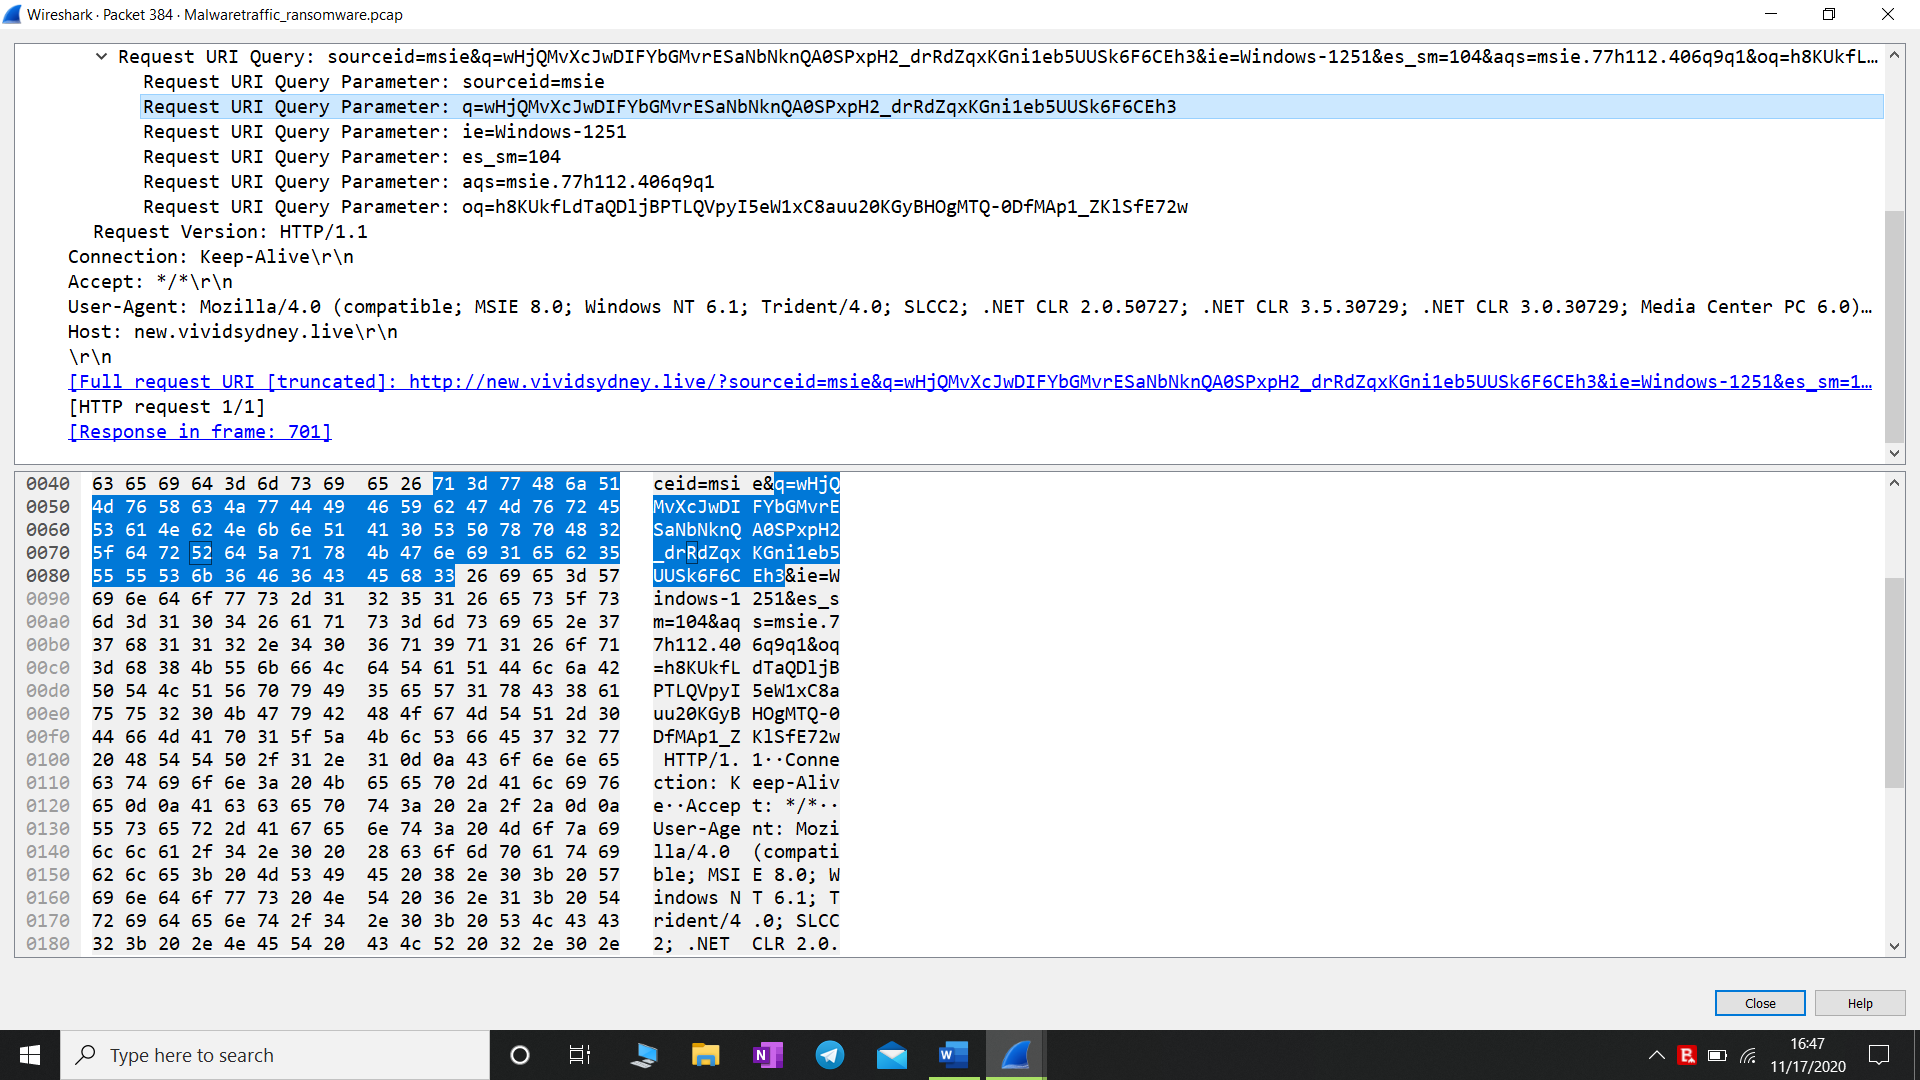 Wireshark · Packet 384 · Malwaretraffic_ransomware.pcap
Request URI Query: sourceid=msie&q=wHjQMvXcJwDIFYbGMvrESaNbNknQA0SPxpH2_drRdZqxKGni1eb5UUSk6F6CEh3&ie=Windows-1251&es_sm=104&aqs=msie.77h112.406q9q1&oq=h8KUkfL…
Request URI Query Parameter: sourceid=msie
Request URI Query Parameter: q=wHjQMvXcJwDIFYbGMvrESaNbNknQA0SPxpH2_drRdZqxKGni1eb5UUSk6F6CEh3
Request URI Query Parameter: ie=Windows-1251
Request URI Query Parameter: es_sm=104
Request URI Query Parameter: aqs=msie.77h112.406q9q1
Request URI Query Parameter: oq=h8KUkfLdTaQDljBPTLQVpyI5eW1xC8auu20KGyBHOgMTQ-0DfMAp1_ZKlSfE72w
Request Version: HTTP/1.1
Connection: Keep-Alive\r\n
Accept: */*\r\n
User-Agent: Mozilla/4.0 (compatible; MSIE 8.0; Windows NT 6.1; Trident/4.0; SLCC2; .NET CLR 2.0.50727; .NET CLR 3.5.30729; .NET CLR 3.0.30729; Media Center PC 6.0)…
Host: new.vividsydney.live\r\n
\r\n
[Full request URI [truncated]: http://new.vividsydney.live/?sourceid=msie&q=wHjQMvXcJwDIFYbGMvrESaNbNknQA0SPxpH2_drRdZqxKGni1eb5UUSk6F6CEh3&ie=Windows-1251&es_sm=1…
[HTTP request 1/1]
[Response in frame: 701]
0040 63 65 69 64 3d 6d 73 69 65 26 71 3d 77 48 6a 51 ceid=msi e&q=wHjQ
0050 4d 76 58 63 4a 77 44 49 46 59 62 47 4d 76 72 45 MvXcJwDI FYbGMvrE
0060 53 61 4e 62 4e 6b 6e 51 41 30 53 50 78 70 48 32 SaNbNknQ A0SPxpH2
0070 5f 64 72 52 64 5a 71 78 4b 47 6e 69 31 65 62 35 _drRdZqx KGni1eb5
0080 55 55 53 6b 36 46 36 43 45 68 33 26 69 65 3d 57 UUSk6F6C Eh3&ie=W
0090 69 6e 64 6f 77 73 2d 31 32 35 31 26 65 73 5f 73 indows-1 251&es_s
00a0 6d 3d 31 30 34 26 61 71 73 3d 6d 73 69 65 2e 37 m=104&aq s=msie.7
00b0 37 68 31 31 32 2e 34 30 36 71 39 71 31 26 6f 71 7h112.40 6q9q1&oq
00c0 3d 68 38 4b 55 6b 66 4c 64 54 61 51 44 6c 6a 42 =h8KUkfL dTaQDljB
00d0 50 54 4c 51 56 70 79 49 35 65 57 31 78 43 38 61 PTLQVpyI 5eW1xC8a
00e0 75 75 32 30 4b 47 79 42 48 4f 67 4d 54 51 2d 30 uu20KGyB HOgMTQ-0
00f0 44 66 4d 41 70 31 5f 5a 4b 6c 53 66 45 37 32 77 DfMAp1_Z KlSfE72w
0100 20 48 54 54 50 2f 31 2e 31 0d 0a 43 6f 6e 6e 65 HTTP/1. 1··Conne
0110 63 74 69 6f 6e 3a 20 4b 65 65 70 2d 41 6c 69 76 ction: K eep-Aliv
0120 65 0d 0a 41 63 63 65 70 74 3a 20 2a 2f 2a 0d 0a e··Accep t: */*··
0130 55 73 65 72 2d 41 67 65 6e 74 3a 20 4d 6f 7a 69 User-Age nt: Mozi
0140 6c 6c 61 2f 34 2e 30 20 28 63 6f 6d 70 61 74 69 lla/4.0 (compati
0150 62 6c 65 3b 20 4d 53 49 45 20 38 2e 30 3b 20 57 ble; MSI E 8.0; W
0160 69 6e 64 6f 77 73 20 4e 54 20 36 2e 31 3b 20 54 indows N T 6.1; T
0170 72 69 64 65 6e 74 2f 34 2e 30 3b 20 53 4c 43 43 rident/4 .0; SLCC
0180 32 3b 20 2e 4e 45 54 20 43 4c 52 20 32 2e 30 2e 2; .NET CLR 2.0.
Close Help
Type here to search
16:47
11/17/2020